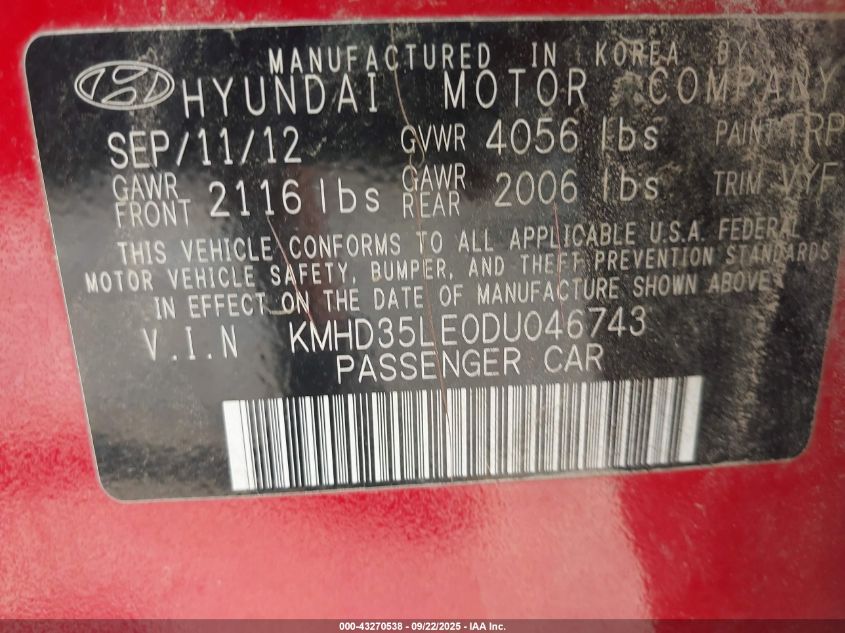 MANUFACTURED IN KOREA BY
HYUNDAI MOTOR COMPANY
SEP/11/12 GVWR 4056 lbs PAINT TRP
GAWR FRONT 2116 lbs GAWR REAR 2006 lbs TRIM VYF
THIS VEHICLE CONFORMS TO ALL APPLICABLE U.S.A. FEDERAL
MOTOR VEHICLE SAFETY, BUMPER, AND THEFT PREVENTION STANDARDS
IN EFFECT ON THE DATE OF MANUFACTURE SHOWN ABOVE
V.I.N KMHD35LE0DU046743
PASSENGER CAR
000-43270538 - 09/22/2025 - IAA Inc.